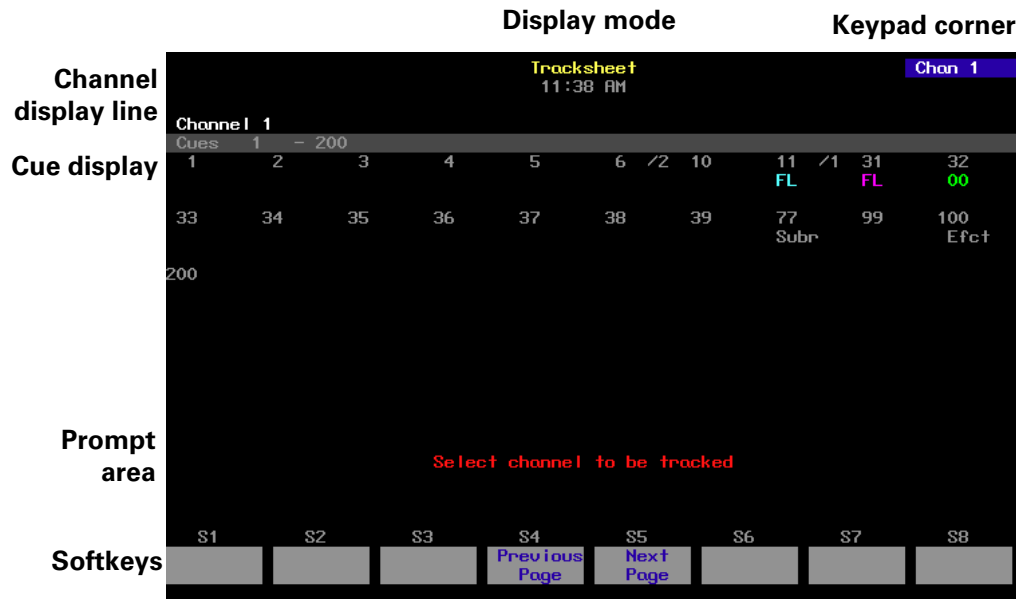 Display mode
Keypad corner
Channel display line
Tracksheet
Chan 1
11:38 AM
Channel 1
Cues 1 - 200
Cue display
1 2 3 4 5 6 /2 10 11 /1 31 32
FL FL 00
33 34 35 36 37 38 39 77 99 100
Subr Efct
200
Prompt area
Select channel to be tracked
S1 S2 S3 S4 S5 S6 S7 S8
Softkeys
Previous Page
Next Page